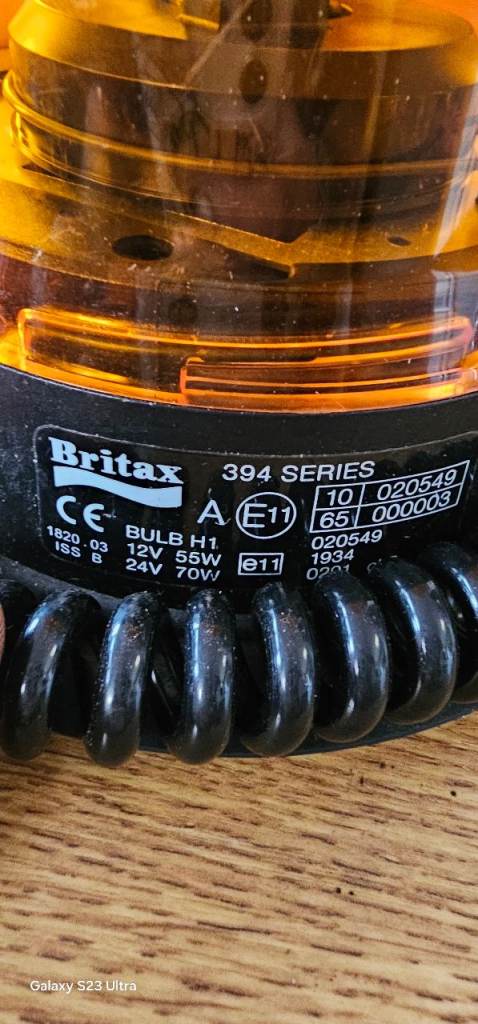 Britax
394 SERIES
CE
A E11
10 020549
65 000003
1820.03
ISS B
BULB H1
12V 55W
24V 70W
e11
020549
1934
Galaxy S23 Ultra